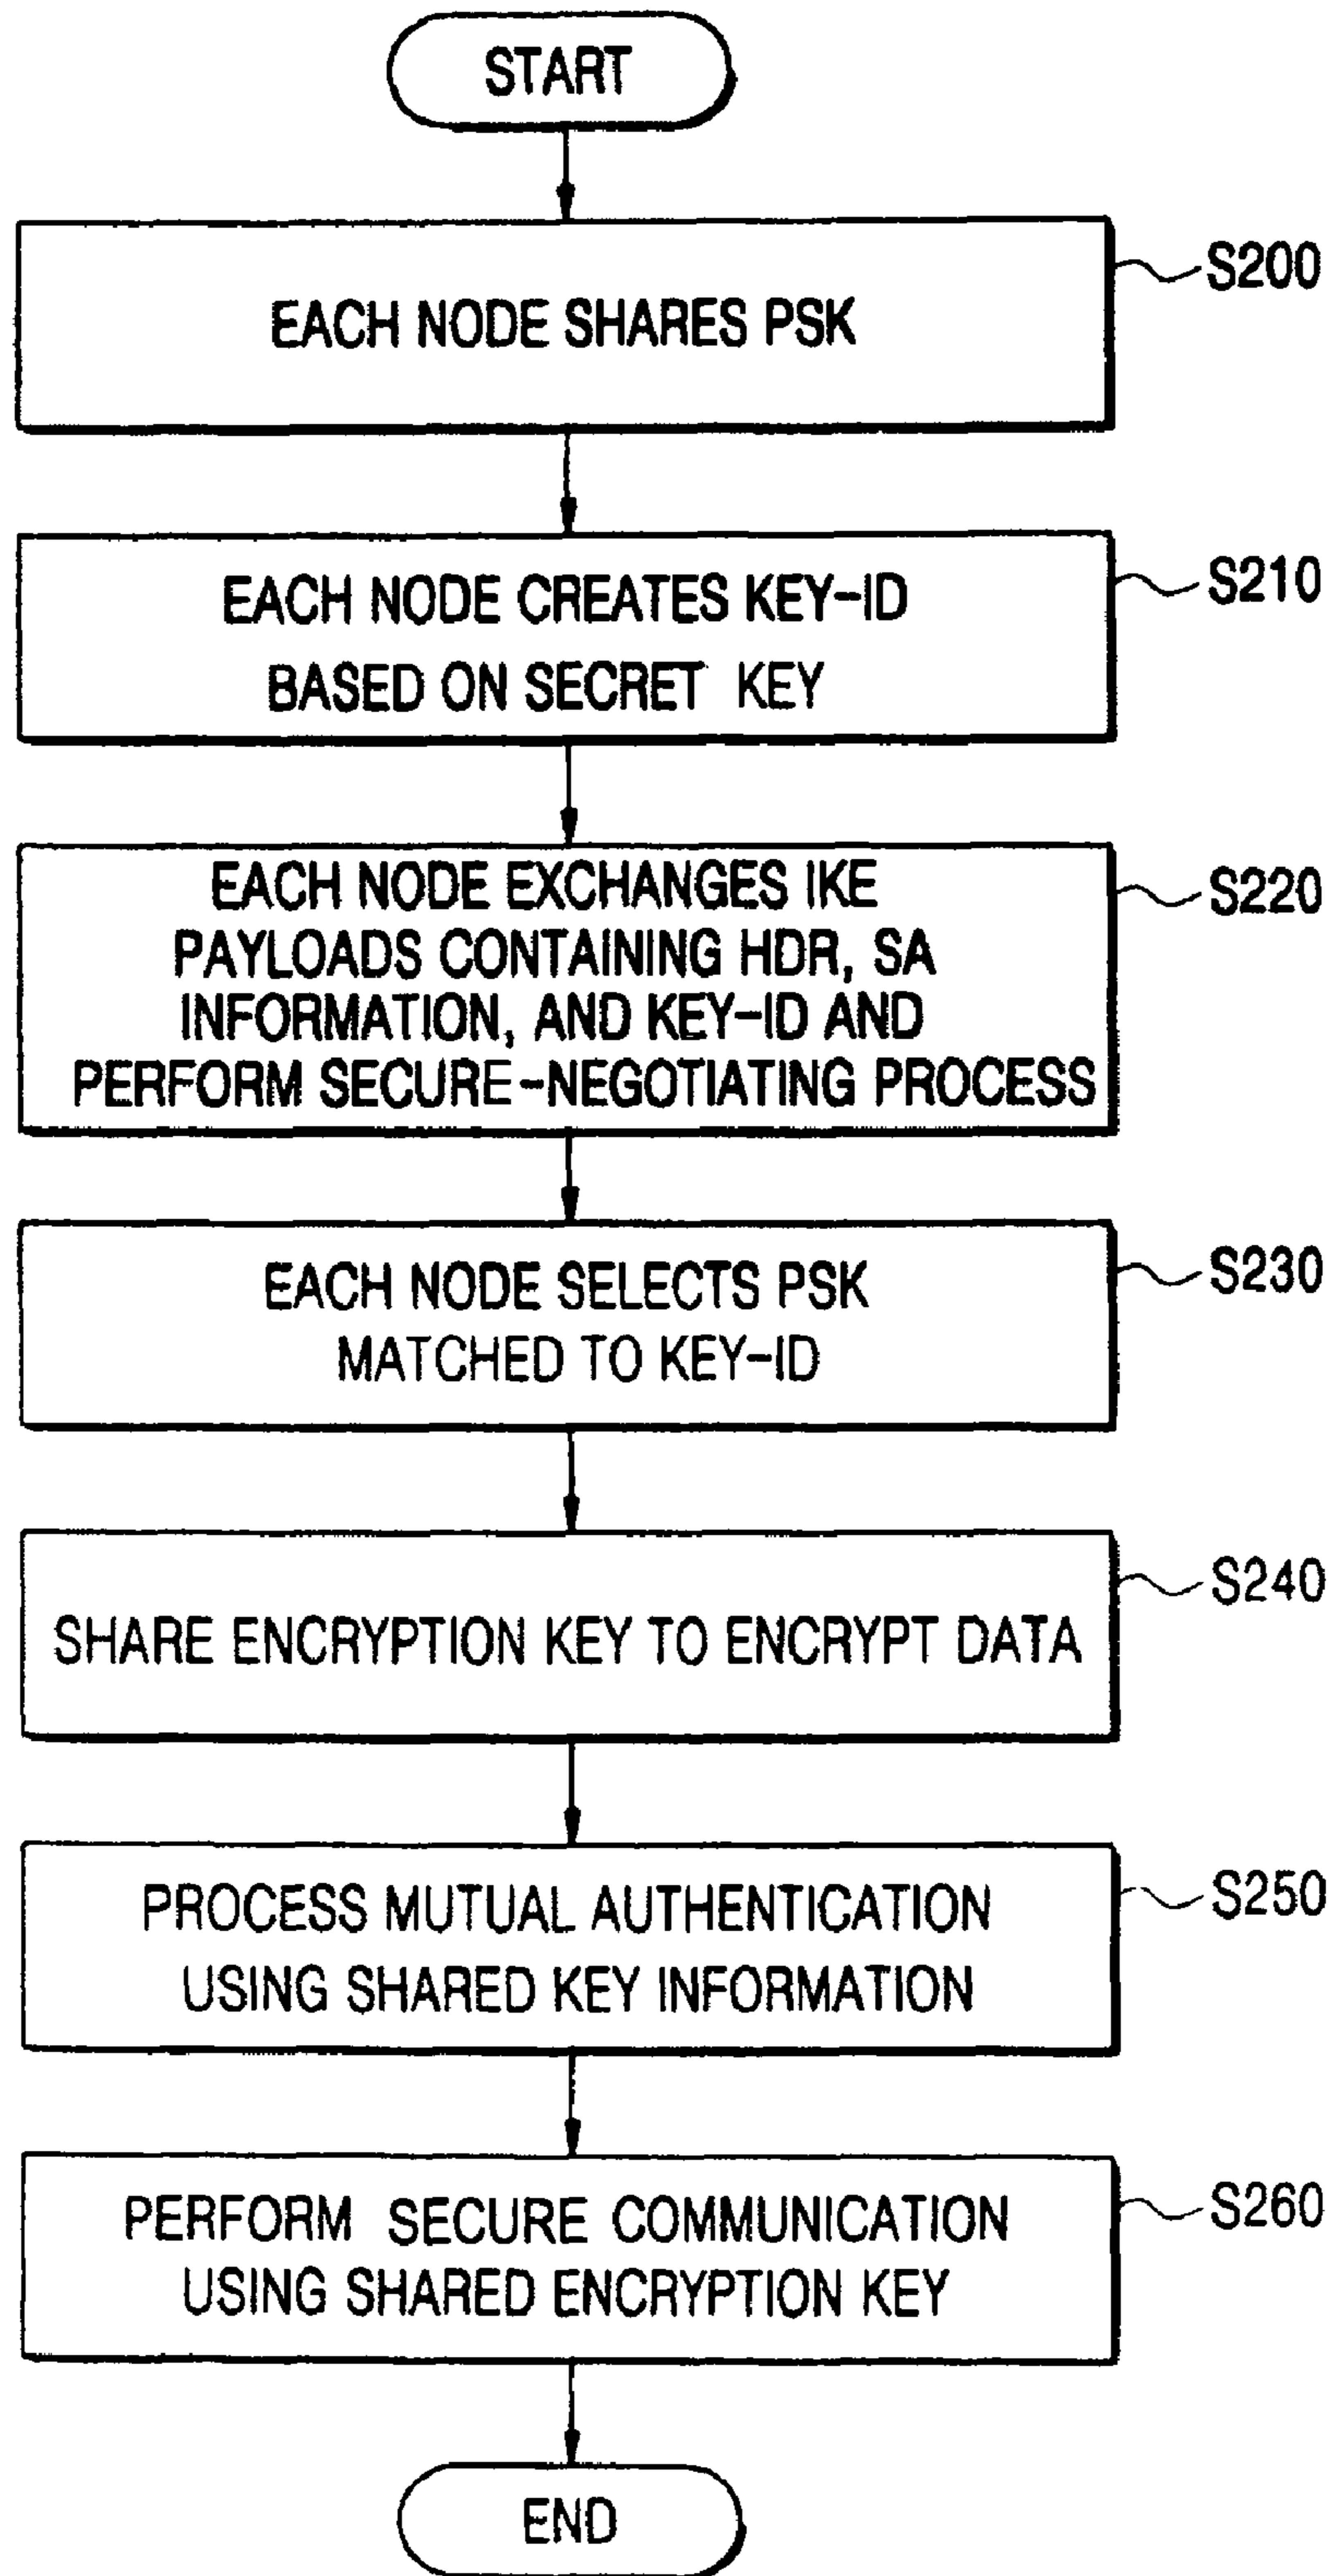 START
EACH NODE SHARES PSK
S200
EACH NODE CREATES KEY-ID
BASED ON SECRET KEY
S210
EACH NODE EXCHANGES IKE
PAYLOADS CONTAINING HDR, SA
INFORMATION, AND KEY-ID AND
PERFORM SECURE-NEGOTIATING PROCESS
S220
EACH NODE SELECTS PSK
MATCHED TO KEY-ID
S230
SHARE ENCRYPTION KEY TO ENCRYPT DATA
S240
PROCESS MUTUAL AUTHENTICATION
USING SHARED KEY INFORMATION
S250
PERFORM SECURE COMMUNICATION
USING SHARED ENCRYPTION KEY
S260
END